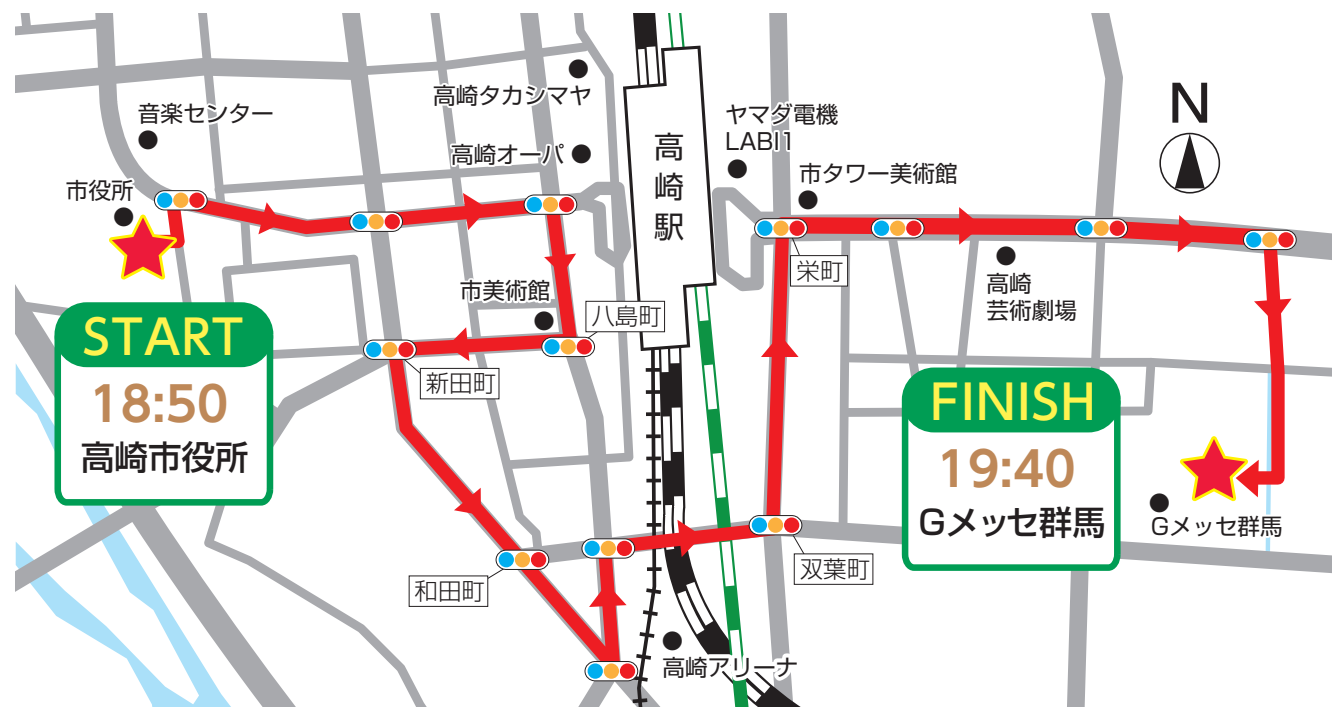 音楽センター
市役所
START
18:50
高崎市役所
高崎タカシマヤ
高崎オーパ
市美術館
八島町
新田町
和田町
高崎駅
ヤマダ電機
LABI1
市タワー美術館
栄町
高崎
芸術劇場
N
FINISH
19:40
Gメッセ群馬
Gメッセ群馬
双葉町
高崎アリーナ